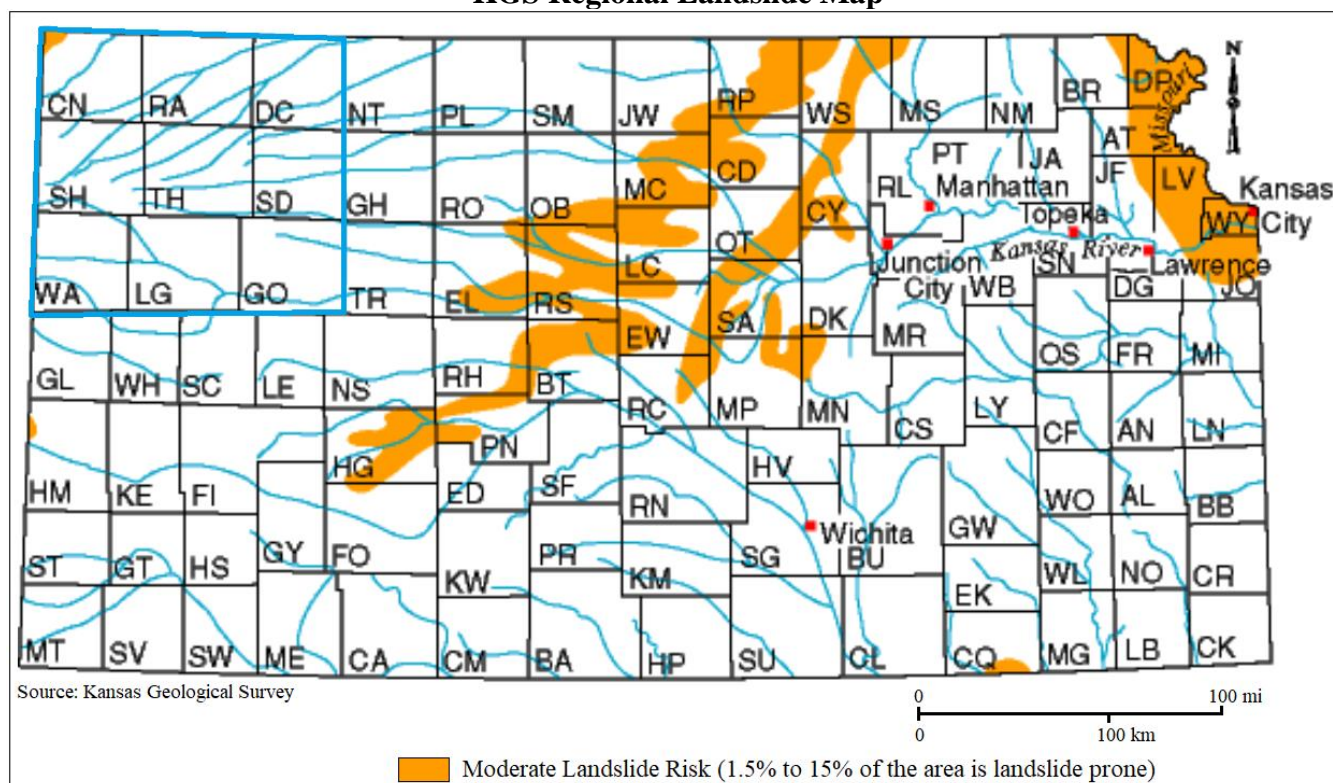 KGS Regional Landslide Map
N
CN RA DC NT PL SM JW RP WS MS NM BR DP
Missouri
AT
SH TH SD GH RO OB MC CD CY RL PT JA JF LV
Manhattan
Kansas
City
WY
Topeka
WA LG GO TR EL RS LC OT
Junction
City
Kansas River
SN
Lawrence
DG JO
WB
GL WH SC LE NS RH BT EW SA DK MR OS FR MI
RC MP MN CS LY CF AN LN
HM KE FI HG PN ED SF RN HV
Wichita
BU GW WO AL BB
ST GT HS GY FO KW PR KM SG EK WL NO CR
MT SV SW ME CA CM BA HP SU CL CQ MG LB CK
Source: Kansas Geological Survey
0 100 mi
0 100 km
Moderate Landslide Risk (1.5% to 15% of the area is landslide prone)